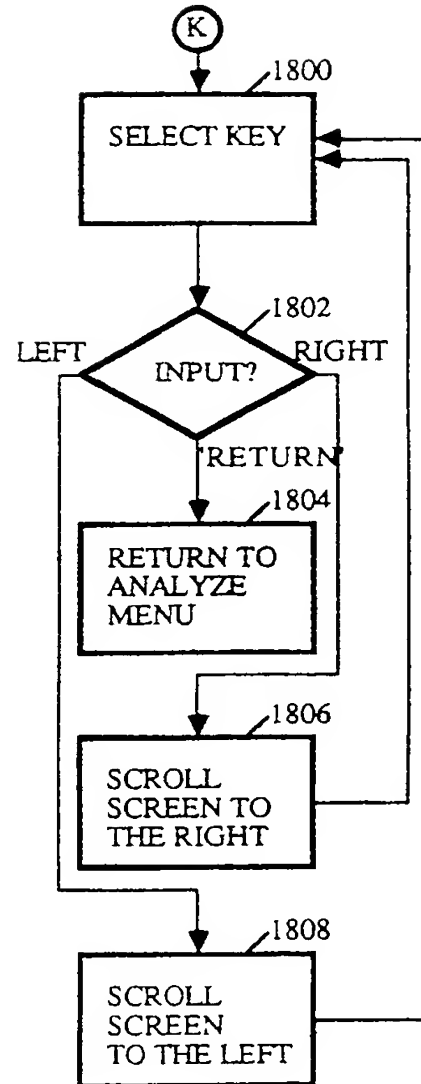 K
1800
SELECT KEY
1802
LEFT
INPUT?
RIGHT
'RETURN'
1804
RETURN TO
ANALYZE
MENU
1806
SCROLL
SCREEN TO
THE RIGHT
1808
SCROLL
SCREEN
TO THE LEFT